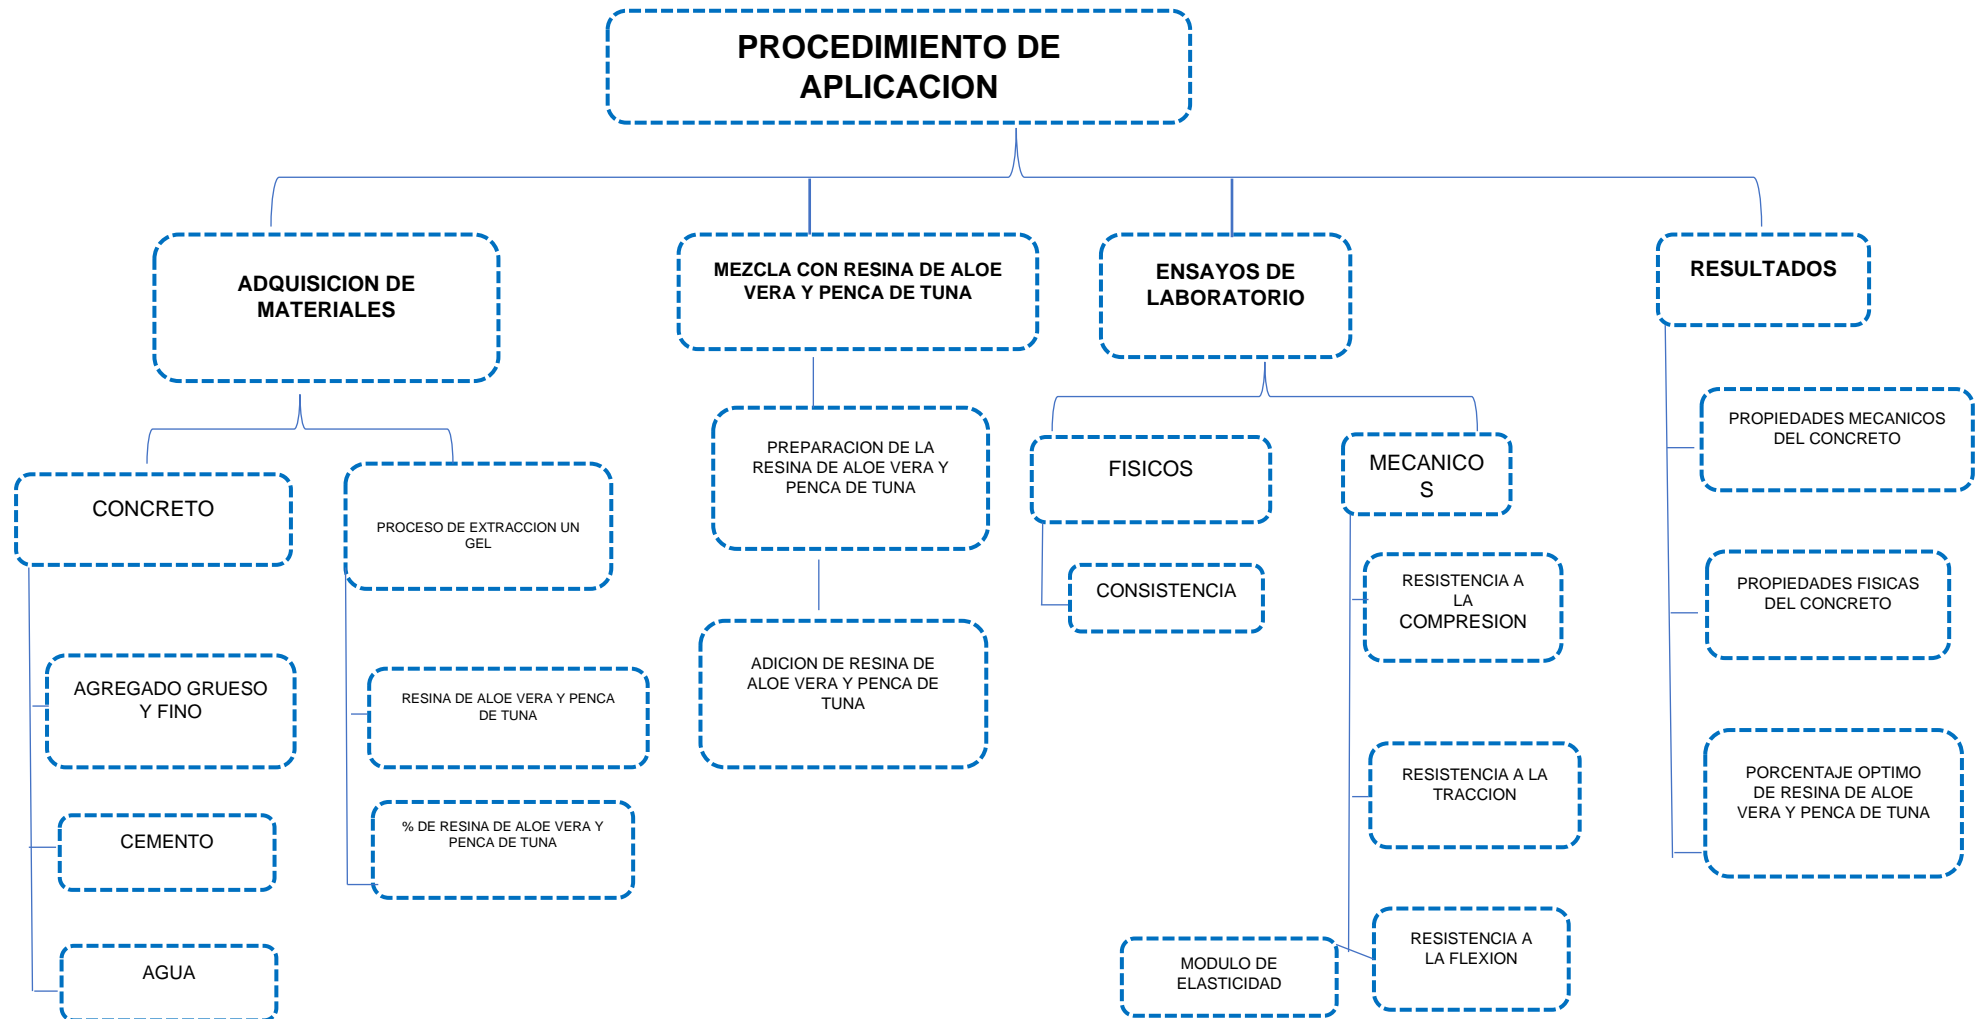 PROCEDIMIENTO DE
APLICACION
ADQUISICION DE
MATERIALES
MEZCLA CON RESINA DE ALOE
VERA Y PENCA DE TUNA
ENSAYOS DE
LABORATORIO
RESULTADOS
CONCRETO
PROCESO DE EXTRACCION UN
GEL
AGREGADO GRUESO
Y FINO
CEMENTO
AGUA
RESINA DE ALOE VERA Y PENCA
DE TUNA
% DE RESINA DE ALOE VERA Y
PENCA DE TUNA
PREPARACION DE LA
RESINA DE ALOE VERA Y
PENCA DE TUNA
ADICION DE RESINA DE
ALOE VERA Y PENCA DE
TUNA
FISICOS
CONSISTENCIA
MECANICO
S
RESISTENCIA A
LA
COMPRESION
RESISTENCIA A LA
TRACCION
RESISTENCIA A
LA FLEXION
MODULO DE
ELASTICIDAD
PROPIEDADES MECANICOS
DEL CONCRETO
PROPIEDADES FISICAS
DEL CONCRETO
PORCENTAJE OPTIMO
DE RESINA DE ALOE
VERA Y PENCA DE TUNA